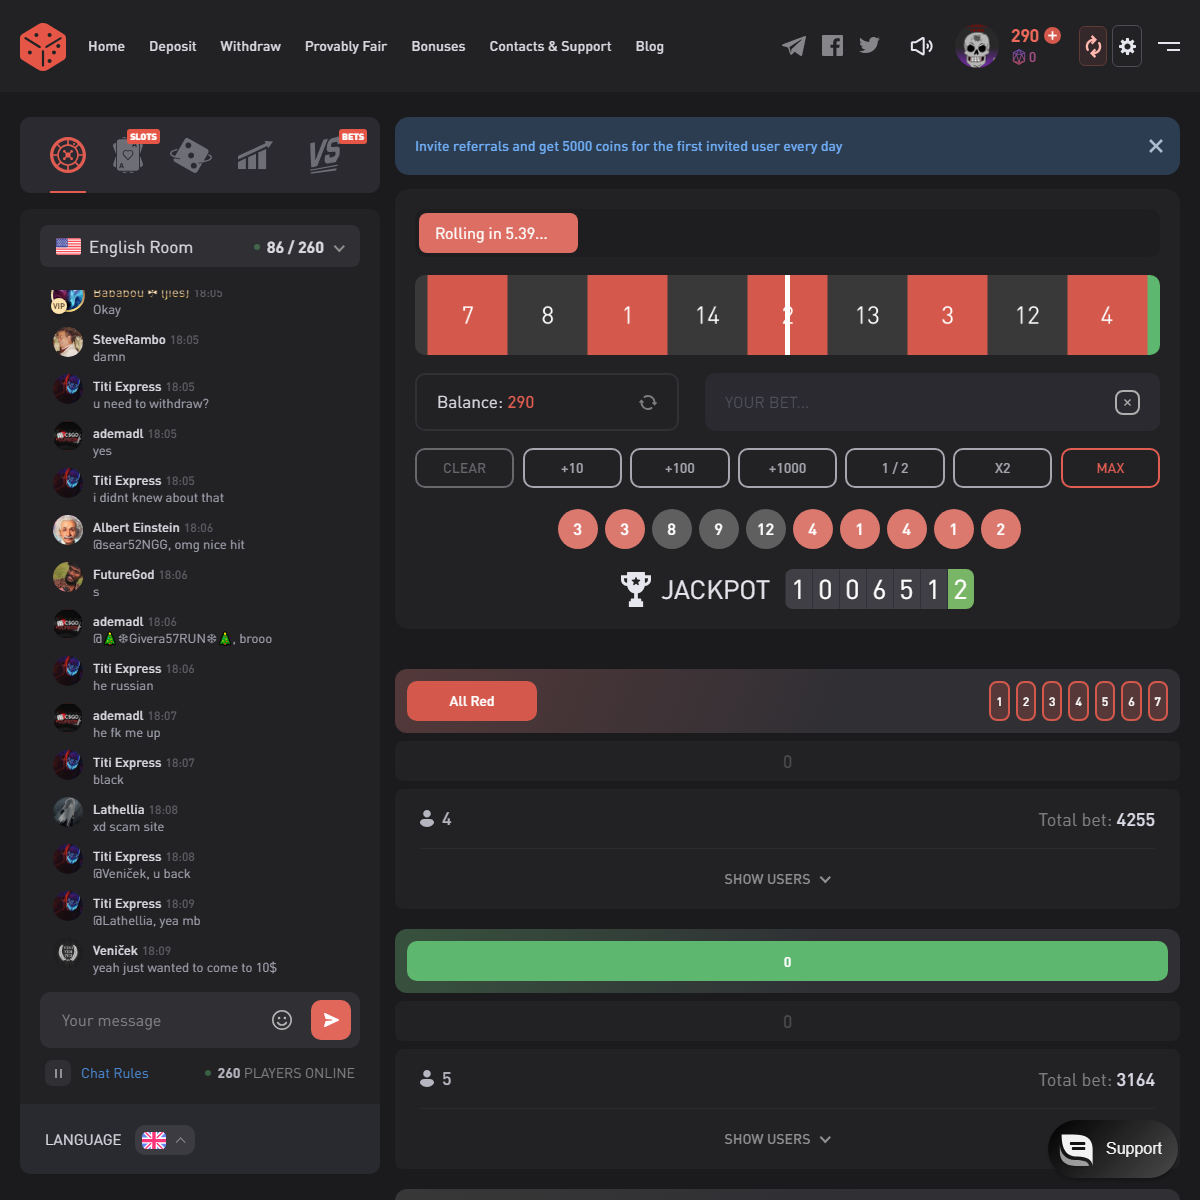 Home Deposit Withdraw Provably Fair Bonuses Contacts & Support Blog
290
0
SLOTS
BETS
VS
Invite referrals and get 5000 coins for the first invited user every day
English Room 86 / 260
Bababou (Jles) 18:05
VIP
Okay
SteveRambo 18:05
damn
Titi Express 18:05
u need to withdraw?
ademadl 18:05
yes
Titi Express 18:05
i didnt knew about that
Albert Einstein 18:06
@sear52NGG, omg nice hit
FutureGod 18:06
s
ademadl 18:06
@🎄❄Givera57RUN❄🎄, brooo
Titi Express 18:06
he russian
ademadl 18:07
he fk me up
Titi Express 18:07
black
Lathellia 18:08
xd scam site
Titi Express 18:08
@Veniček, u back
Titi Express 18:09
@Lathellia, yea mb
Veniček 18:09
yeah just wanted to come to 10$
Your message
Chat Rules 260 PLAYERS ONLINE
LANGUAGE
Rolling in 5.39...
7 8 1 14 2 13 3 12 4
Balance: 290
YOUR BET...
CLEAR +10 +100 +1000 1 / 2 X2 MAX
3 3 8 9 12 4 1 4 1 2
JACKPOT 1 0 0 6 5 1 2
All Red 1 2 3 4 5 6 7
0
4 Total bet: 4255
SHOW USERS
0
0
5 Total bet: 3164
SHOW USERS
Support